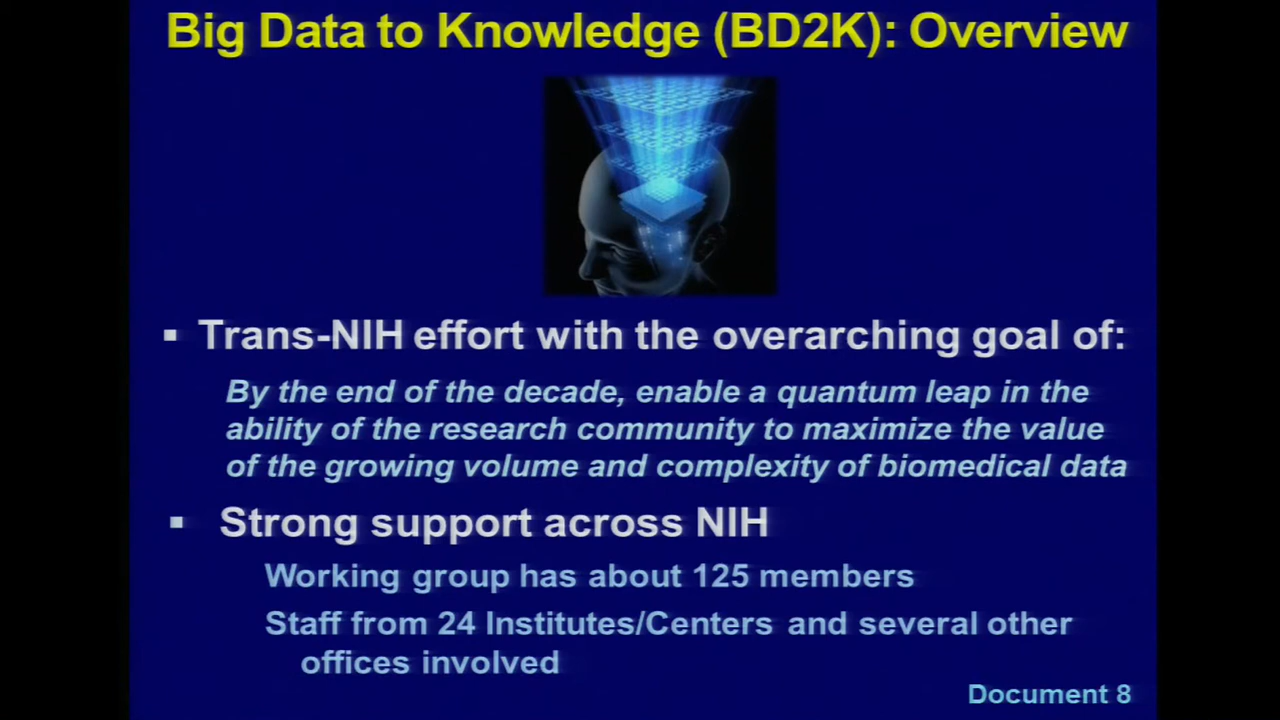 Big Data to Knowledge (BD2K): Overview
▪ Trans-NIH effort with the overarching goal of:
By the end of the decade, enable a quantum leap in the
ability of the research community to maximize the value
of the growing volume and complexity of biomedical data
▪ Strong support across NIH
Working group has about 125 members
Staff from 24 Institutes/Centers and several other
offices involved
Document 8